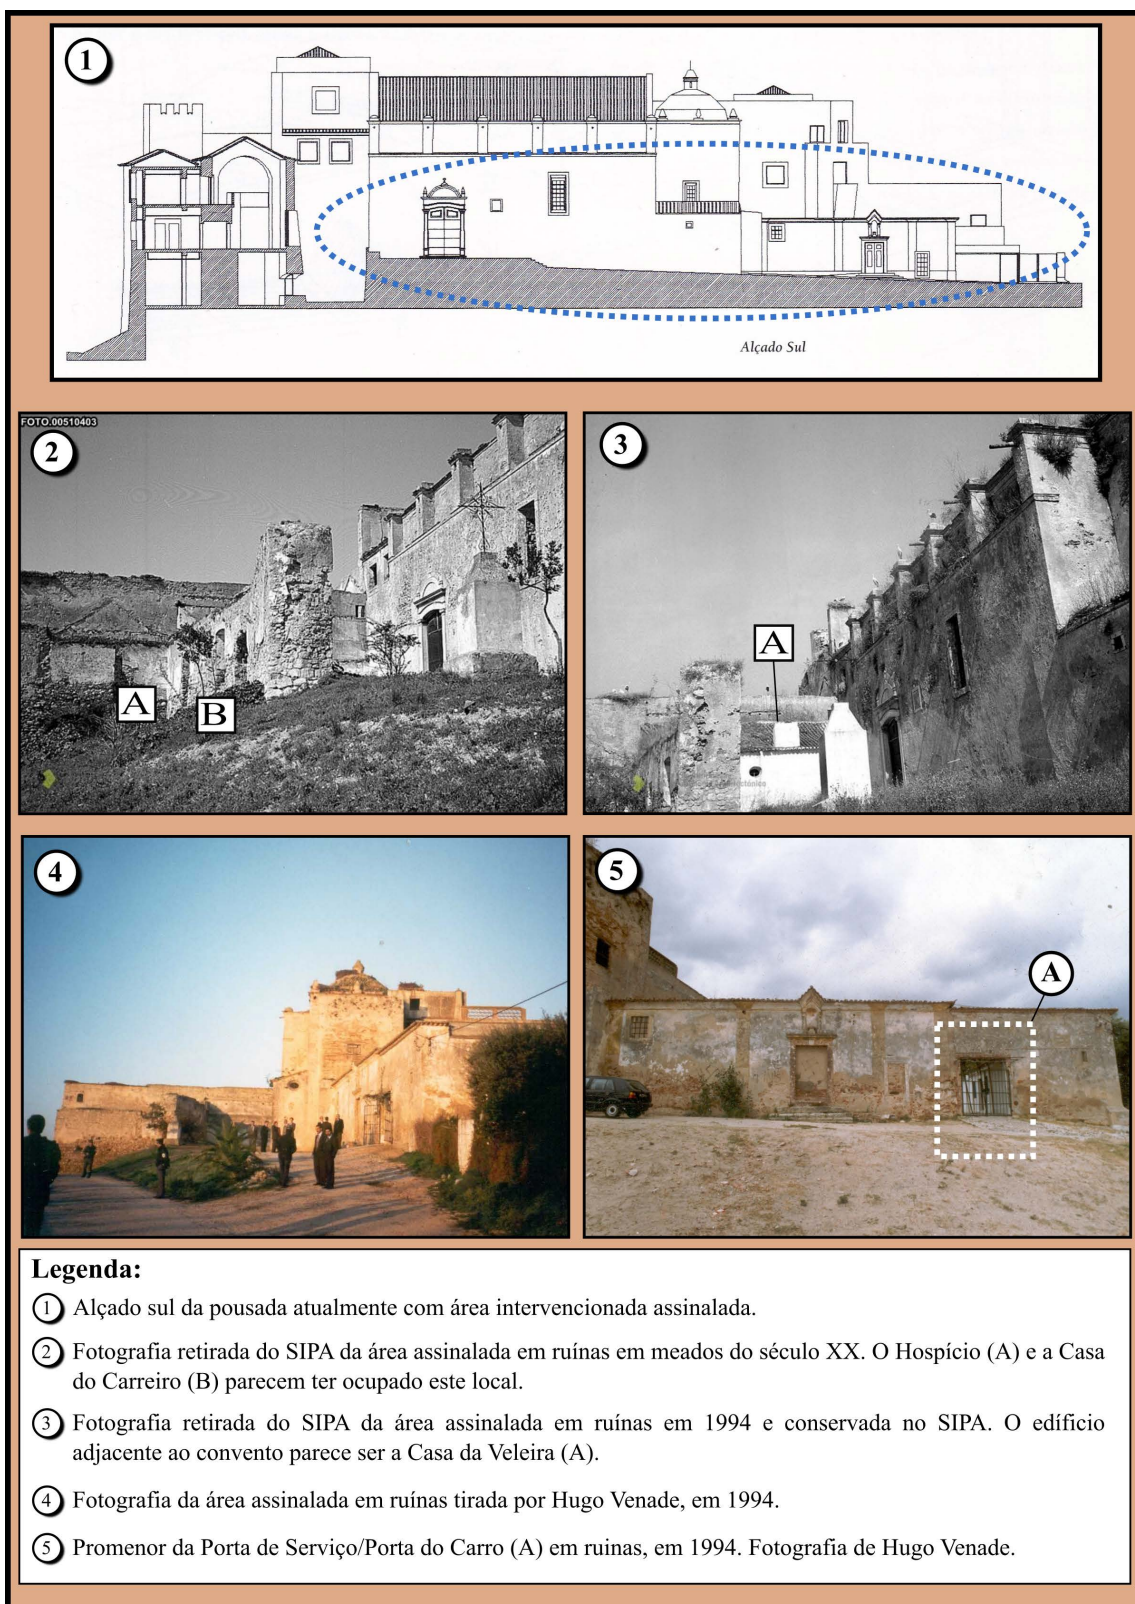 1
Alçado Sul
FOTO.00510403
2
A
B
3
A
4
5
A
Legenda:
1 Alçado sul da pousada atualmente com área intervencionada assinalada.
2 Fotografia retirada do SIPA da área assinalada em ruínas em meados do século XX. O Hospício (A) e a Casa
do Carreiro (B) parecem ter ocupado este local.
3 Fotografia retirada do SIPA da área assinalada em ruínas em 1994 e conservada no SIPA. O edíficio
adjacente ao convento parece ser a Casa da Veleira (A).
4 Fotografia da área assinalada em ruínas tirada por Hugo Venade, em 1994.
5 Promenor da Porta de Serviço/Porta do Carro (A) em ruinas, em 1994. Fotografia de Hugo Venade.